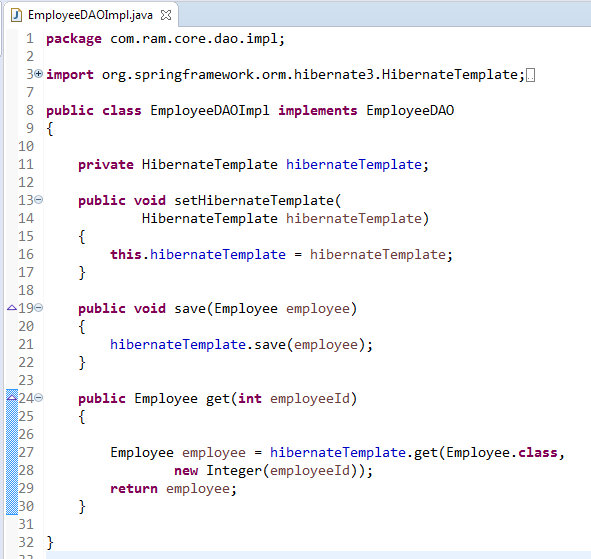 EmployeeDAOImpl.java
1 package com.ram.core.dao.impl;
2
3 import org.springframework.orm.hibernate3.HibernateTemplate;
7
8 public class EmployeeDAOImpl implements EmployeeDAO
9 {
10
11 private HibernateTemplate hibernateTemplate;
12
13 public void setHibernateTemplate(
14 HibernateTemplate hibernateTemplate)
15 {
16 this.hibernateTemplate = hibernateTemplate;
17 }
18
19 public void save(Employee employee)
20 {
21 hibernateTemplate.save(employee);
22 }
23
24 public Employee get(int employeeId)
25 {
26
27 Employee employee = hibernateTemplate.get(Employee.class,
28 new Integer(employeeId));
29 return employee;
30 }
31
32 }
33